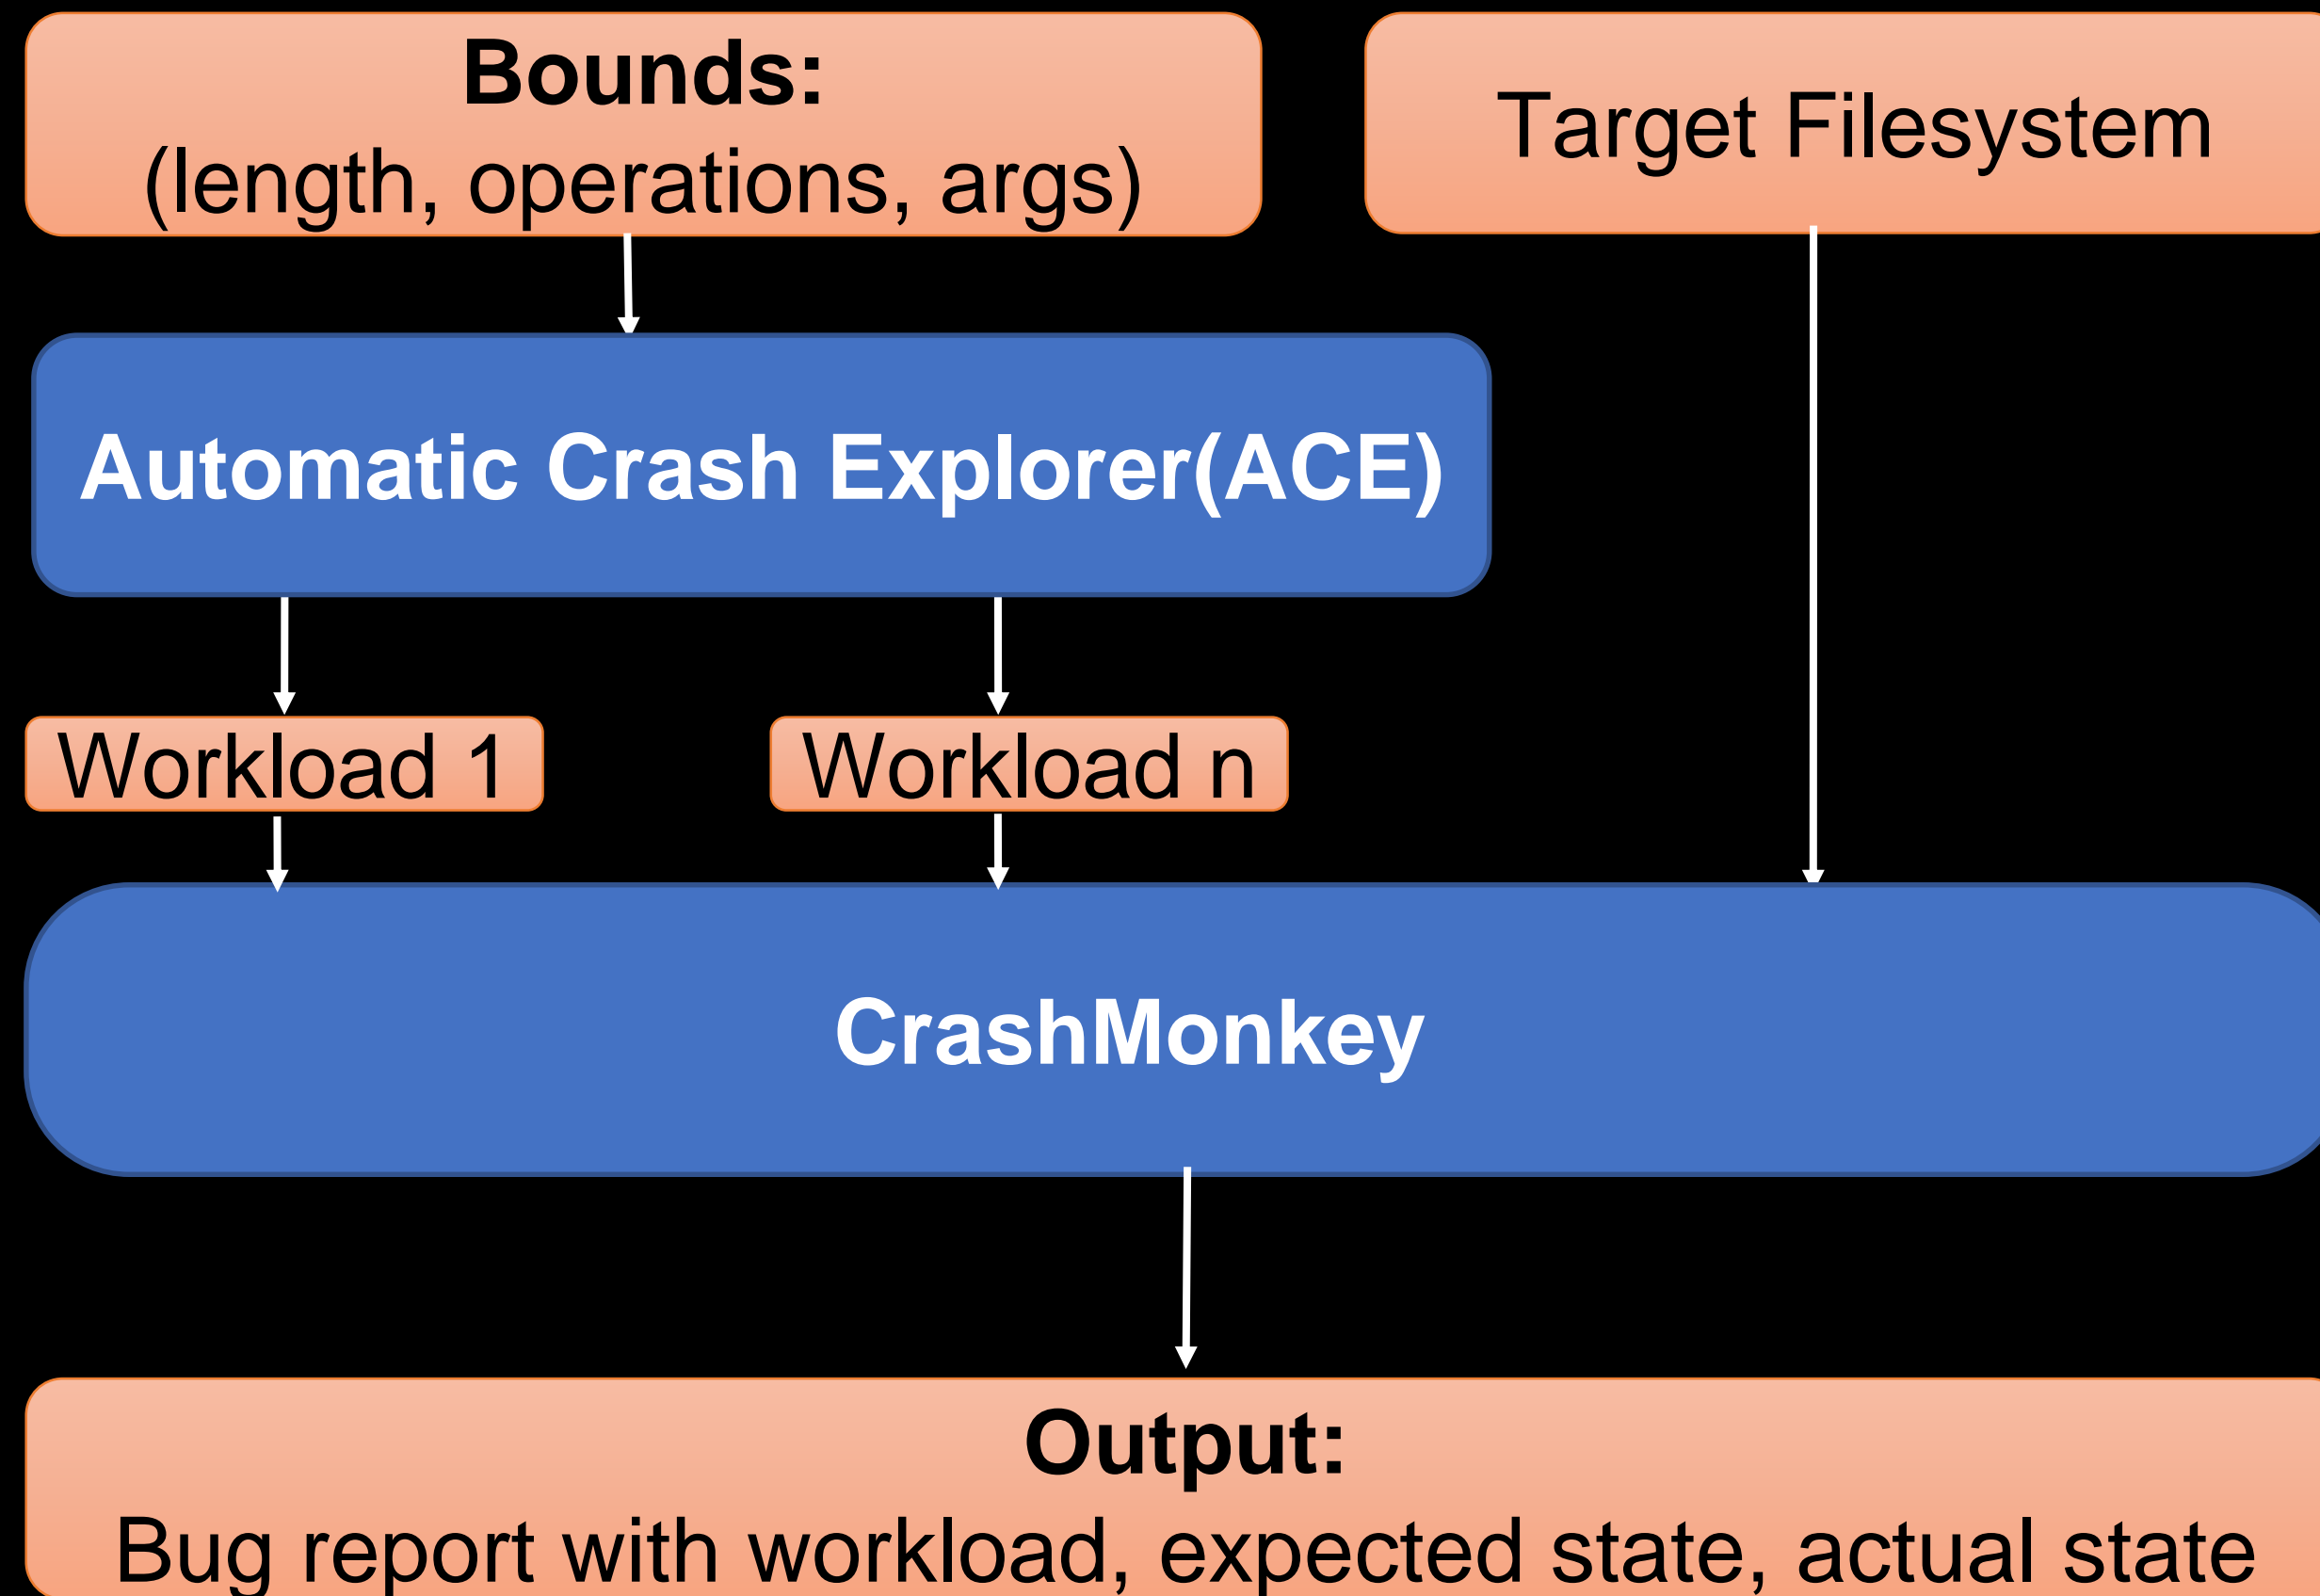 Bounds:
(length, operations, args)
Target Filesystem
Automatic Crash Explorer(ACE)
Workload 1
Workload n
CrashMonkey
Output:
Bug report with workload, expected state, actual state